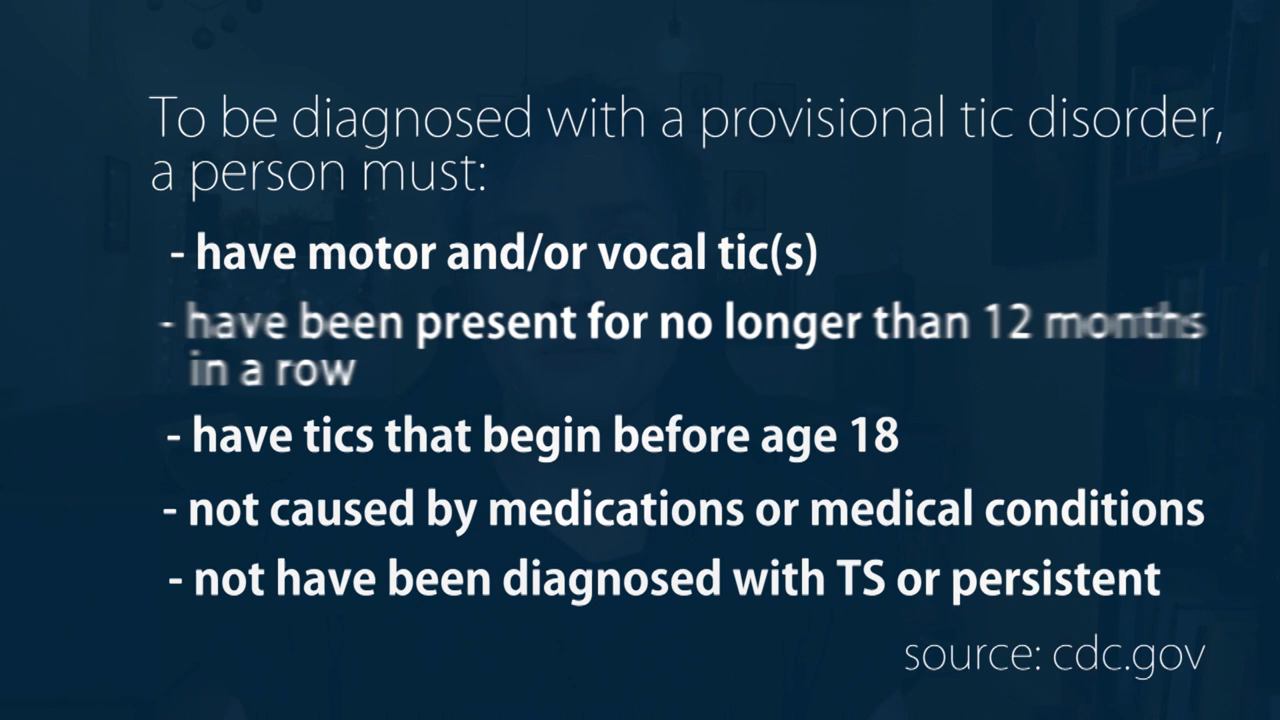 To be diagnosed with a provisional tic disorder,
a person must:
- have motor and/or vocal tic(s)
- have been present for no longer than 12 months
in a row
- have tics that begin before age 18
- not caused by medications or medical conditions
- not have been diagnosed with TS or persistent
source: cdc.gov